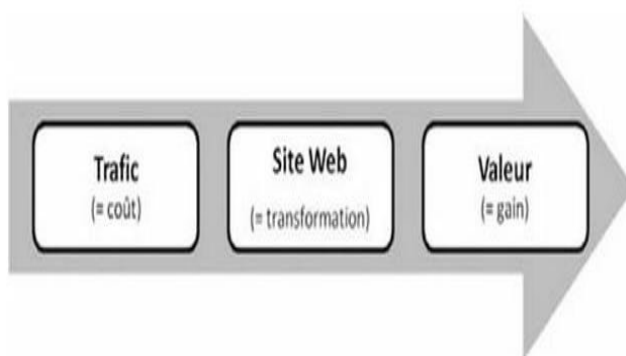 Trafic
(= coût)
Site Web
(= transformation)
Valeur
(= gain)